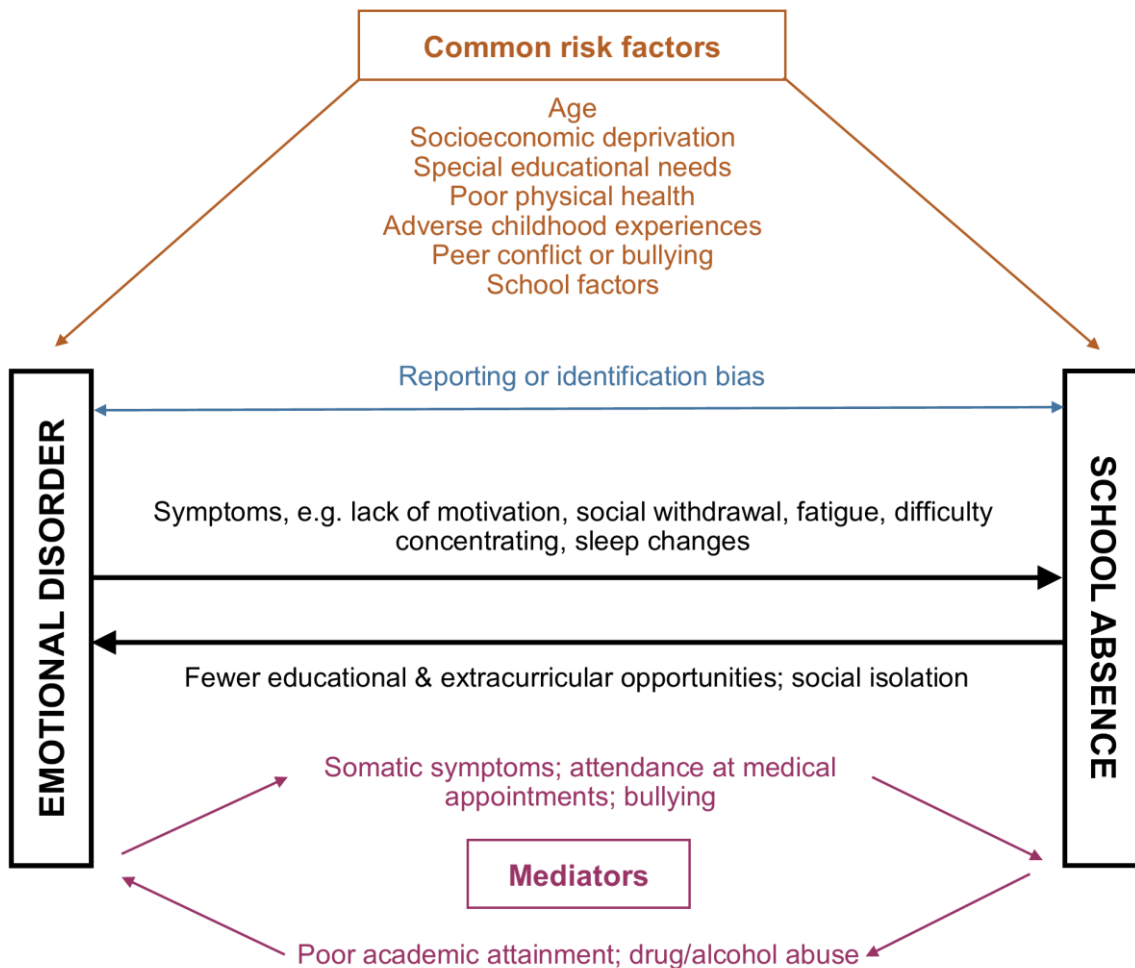 Common risk factors
Age
Socioeconomic deprivation
Special educational needs
Poor physical health
Adverse childhood experiences
Peer conflict or bullying
School factors
Reporting or identification bias
EMOTIONAL DISORDER
SCHOOL ABSENCE
Symptoms, e.g. lack of motivation, social withdrawal, fatigue, difficulty
concentrating, sleep changes
Fewer educational & extracurricular opportunities; social isolation
Somatic symptoms; attendance at medical
appointments; bullying
Mediators
Poor academic attainment; drug/alcohol abuse